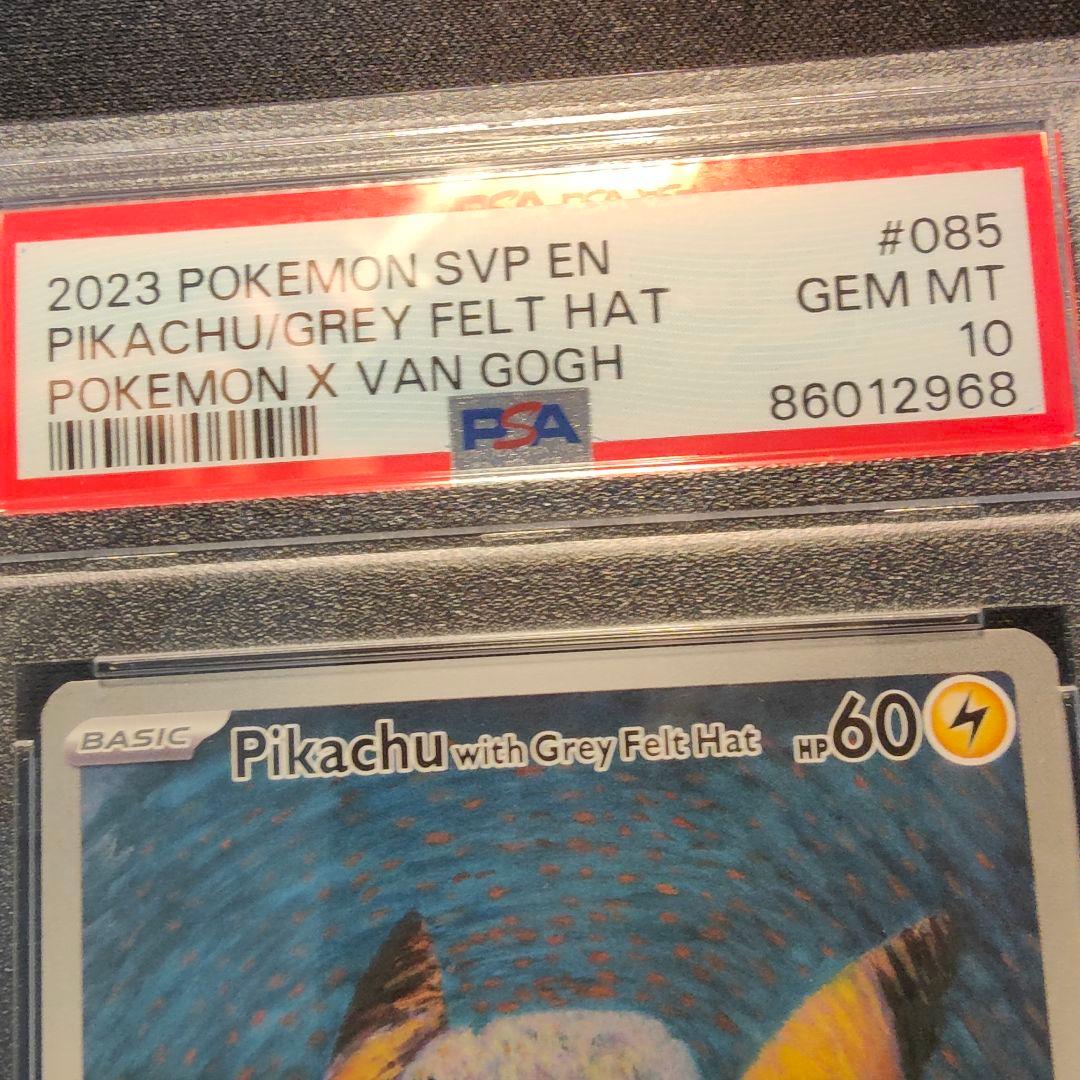 2023 POKEMON SVP EN #085
PIKACHU/GREY FELT HAT GEM MT
POKEMON X VAN GOGH 10
PSA 86012968
BASIC Pikachu with Grey Felt Hat HP60